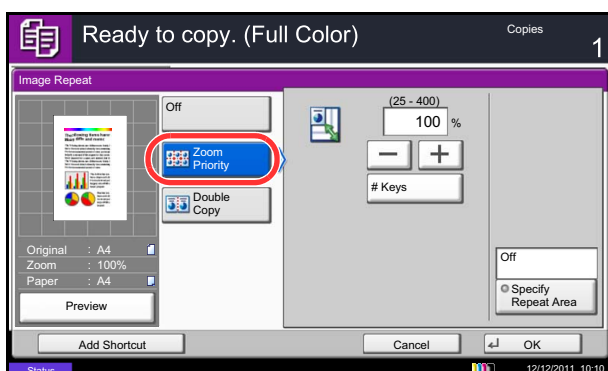 Ready to copy. (Full Color)
Copies
1
Image Repeat
Off
Zoom
Priority
Double
Copy
(25 - 400)
100 %
# Keys
Original : A4
Zoom : 100%
Paper : A4
Preview
Off
Specify
Repeat Area
Add Shortcut
Cancel
OK
Status
12/12/2011 10:10